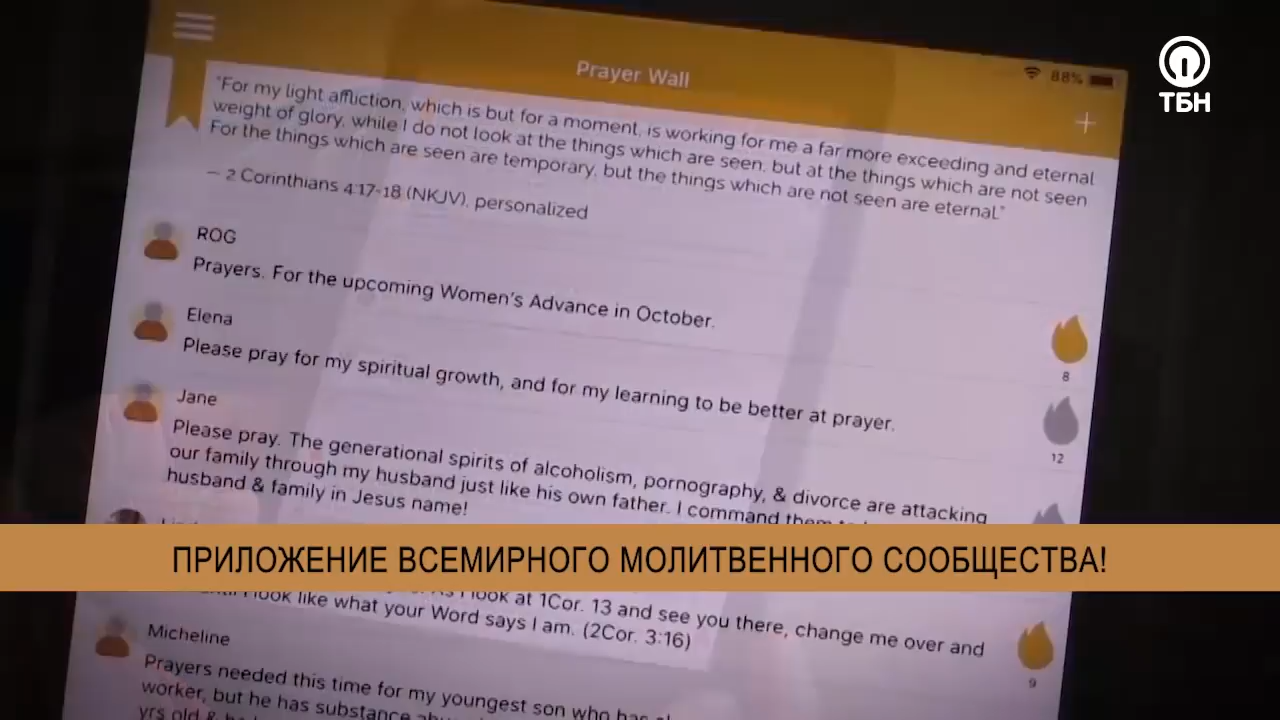 Prayer Wall
88%
ТБН
+
"For my light affliction, which is but for a moment, is working for me a far more exceeding and eternal
weight of glory, while I do not look at the things which are seen, but at the things which are not seen
For the things which are seen are temporary, but the things which are not seen are eternal."
– 2 Corinthians 4:17-18 (NKJV), personalized
ROG
Prayers. For the upcoming Women's Advance in October.
8
Elena
Please pray for my spiritual growth, and for my learning to be better at prayer.
12
Jane
Please pray. The generational spirits of alcoholism, pornography, & divorce are attacking
our family through my husband just like his own father. I command them
husband & family in Jesus name!
ПРИЛОЖЕНИЕ ВСЕМИРНОГО МОЛИТВЕННОГО СООБЩЕСТВА!
look at 1Cor. 13 and see you there, change me over and
look like what your Word says I am. (2Cor. 3:16)
9
Micheline
Prayers needed this time for my youngest son who has
worker, but he has substance
yrs old &